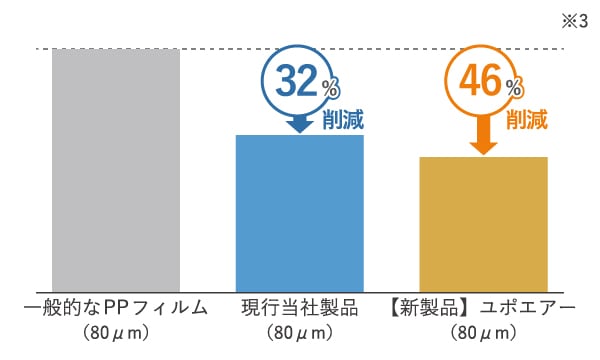 ※3
32%
削減
46%
削減
一般的なPPフィルム
（80μm）
現行当社製品
（80μm）
【新製品】ユポエアー
（80μm）